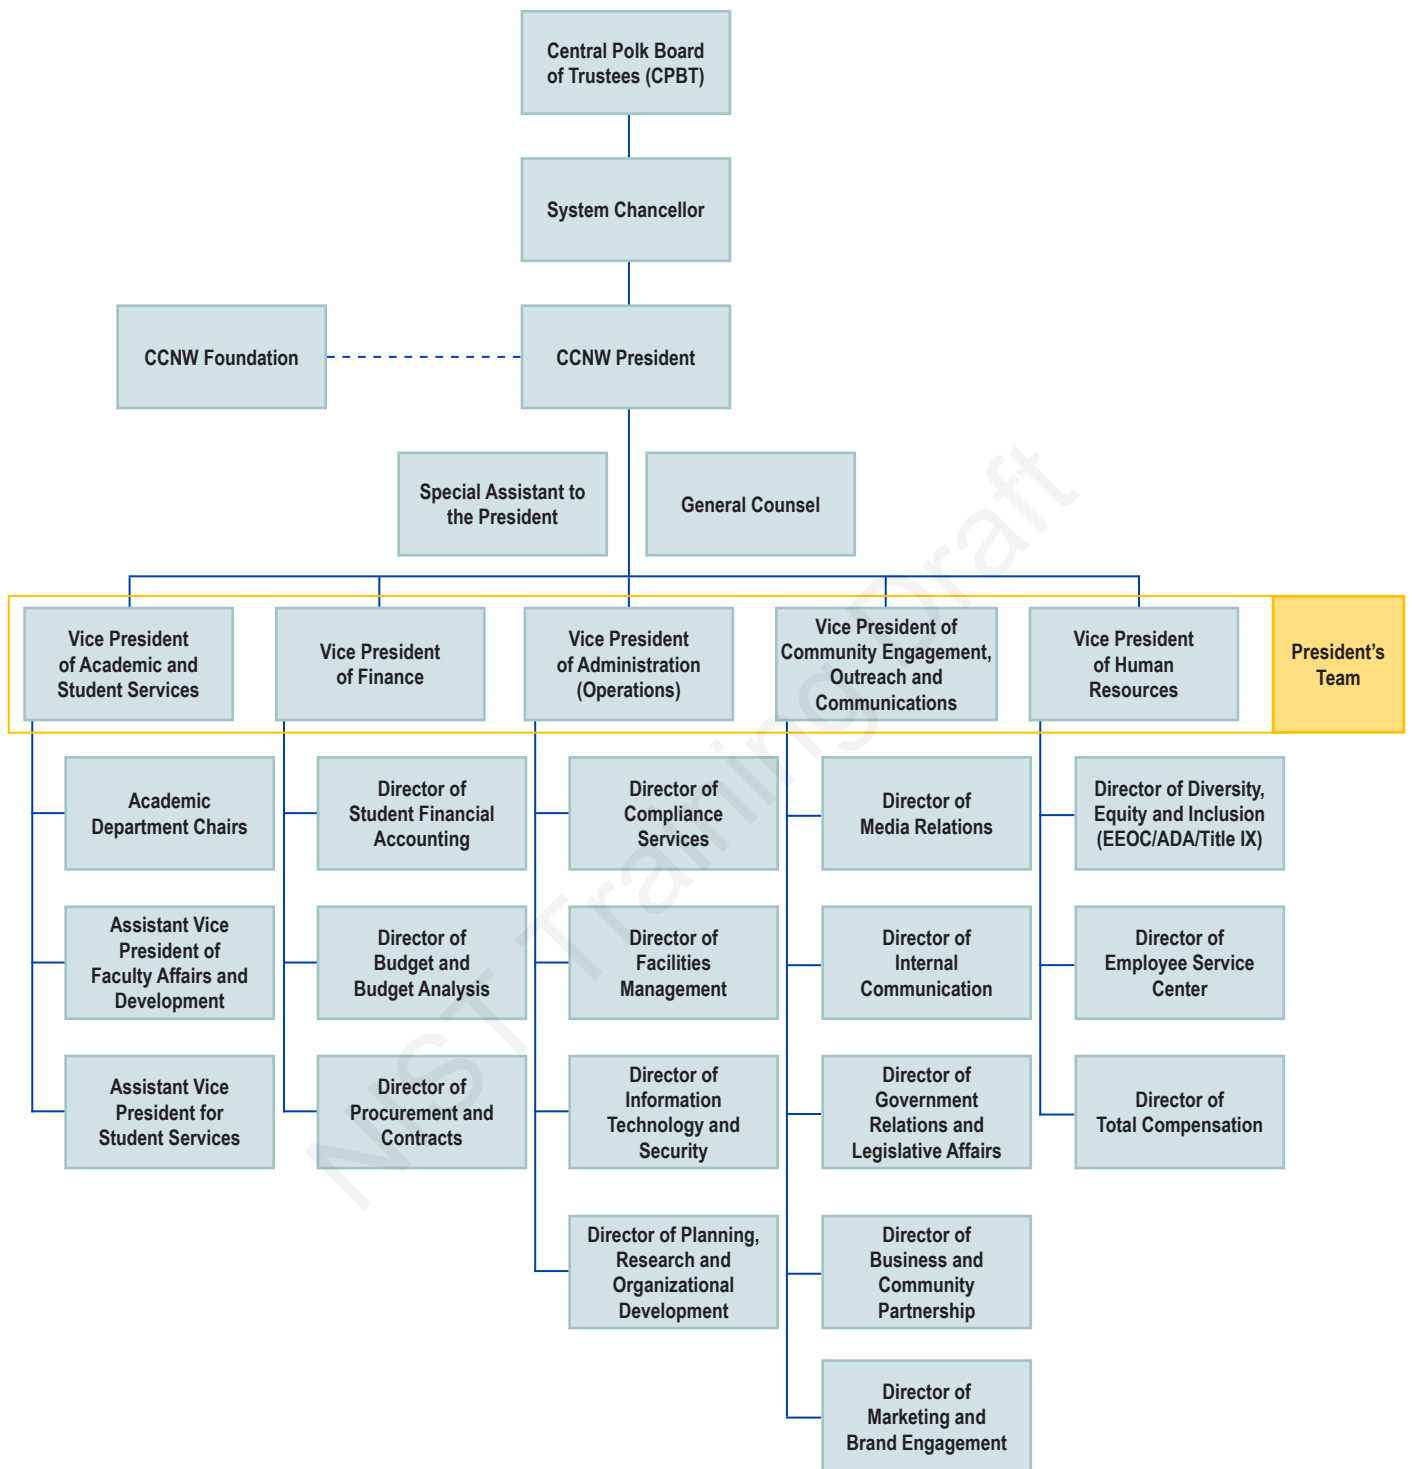 Central Polk Board
of Trustees (CPBT)
System Chancellor
CCNW Foundation
CCNW President
Special Assistant to
the President
General Counsel
Vice President
of Academic and
Student Services
Vice President
of Finance
Vice President
of Administration
(Operations)
Vice President of
Community Engagement,
Outreach and
Communications
Vice President
of Human
Resources
President’s
Team
Academic
Department Chairs
Director of
Student Financial
Accounting
Director of
Compliance
Services
Director of
Media Relations
Director of Diversity,
Equity and Inclusion
(EEOC/ADA/Title IX)
Assistant Vice
President of
Faculty Affairs and
Development
Director of
Budget and
Budget Analysis
Director of
Facilities
Management
Director of
Internal
Communication
Director of
Employee Service
Center
Assistant Vice
President for
Student Services
Director of
Procurement and
Contracts
Director of
Information
Technology and
Security
Director of
Government
Relations and
Legislative Affairs
Director of
Total Compensation
Director of Planning,
Research and
Organizational
Development
Director of
Business and
Community
Partnership
Director of
Marketing and
Brand Engagement
NIST Training Draft